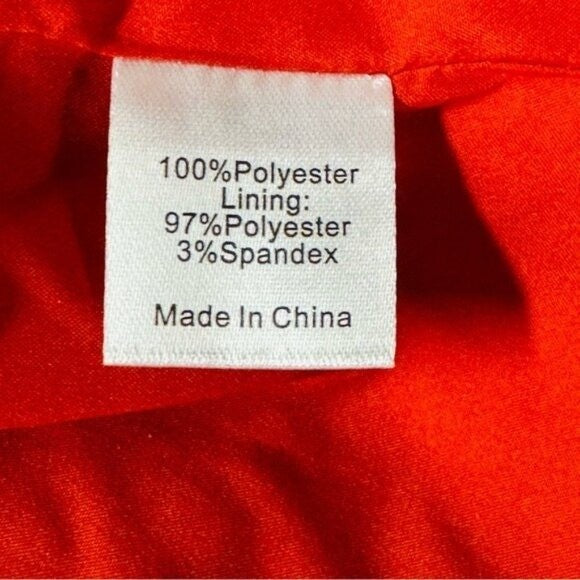 100%Polyester
Lining:
97%Polyester
3%Spandex
Made In China